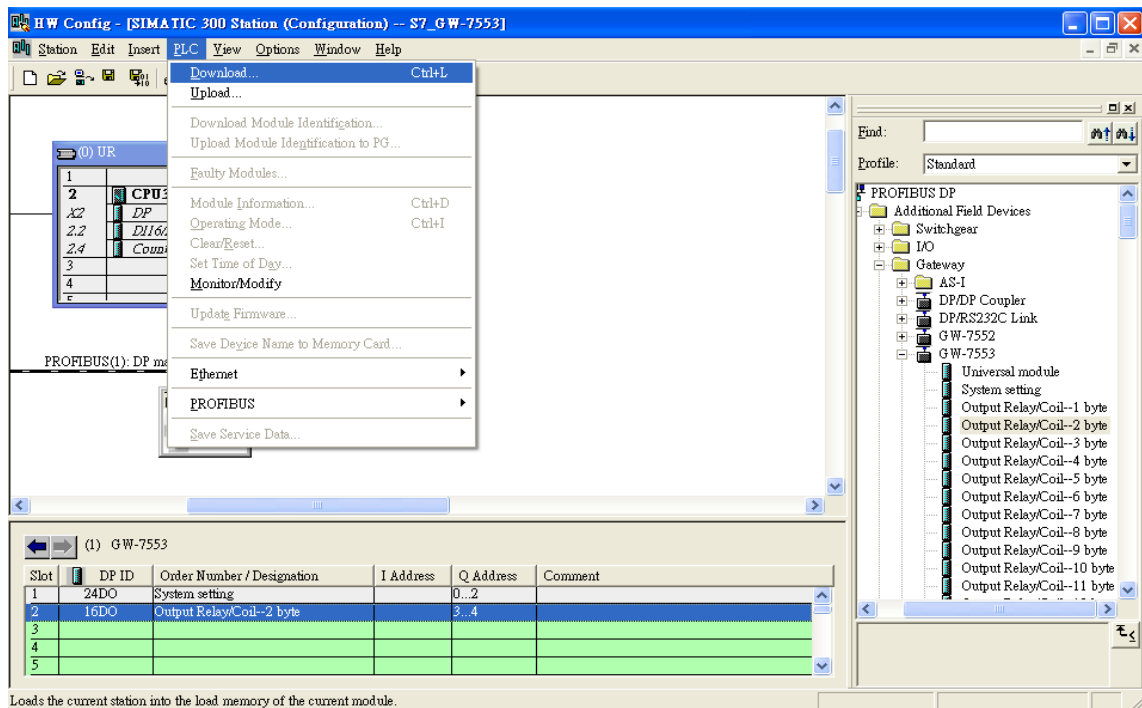 HW Config - [SIMATIC 300 Station (Configuration) -- S7_GW-7553]
Station Edit Insert PLC View Options Window Help
Download... Ctrl+L
Upload...
Download Module Identification...
Upload Module Identification to PG...
Faulty Modules...
Module Information... Ctrl+D
Operating Mode... Ctrl+I
Clear/Reset...
Set Time of Day...
Monitor/Modify
Update Firmware...
Save Device Name to Memory Card...
Ethernet
PROFIBUS
Save Service Data...
(0) UR
1
2 CPU3
X2 DP
2.2 DI16/
2.4 Count
3
4
PROFIBUS(1): DP ma
Find:
Profile: Standard
PROFIBUS DP
Additional Field Devices
Switchgear
I/O
Gateway
AS-I
DP/DP Coupler
DP/RS232C Link
GW-7552
GW-7553
Universal module
System setting
Output Relay/Coil--1 byte
Output Relay/Coil--2 byte
Output Relay/Coil--3 byte
Output Relay/Coil--4 byte
Output Relay/Coil--5 byte
Output Relay/Coil--6 byte
Output Relay/Coil--7 byte
Output Relay/Coil--8 byte
Output Relay/Coil--9 byte
Output Relay/Coil--10 byte
Output Relay/Coil--11 byte
(1) GW-7553
Slot DP ID Order Number / Designation I Address Q Address Comment
1 24DO System setting 0...2
2 16DO Output Relay/Coil--2 byte 3...4
3
4
5
Loads the current station into the load memory of the current module.